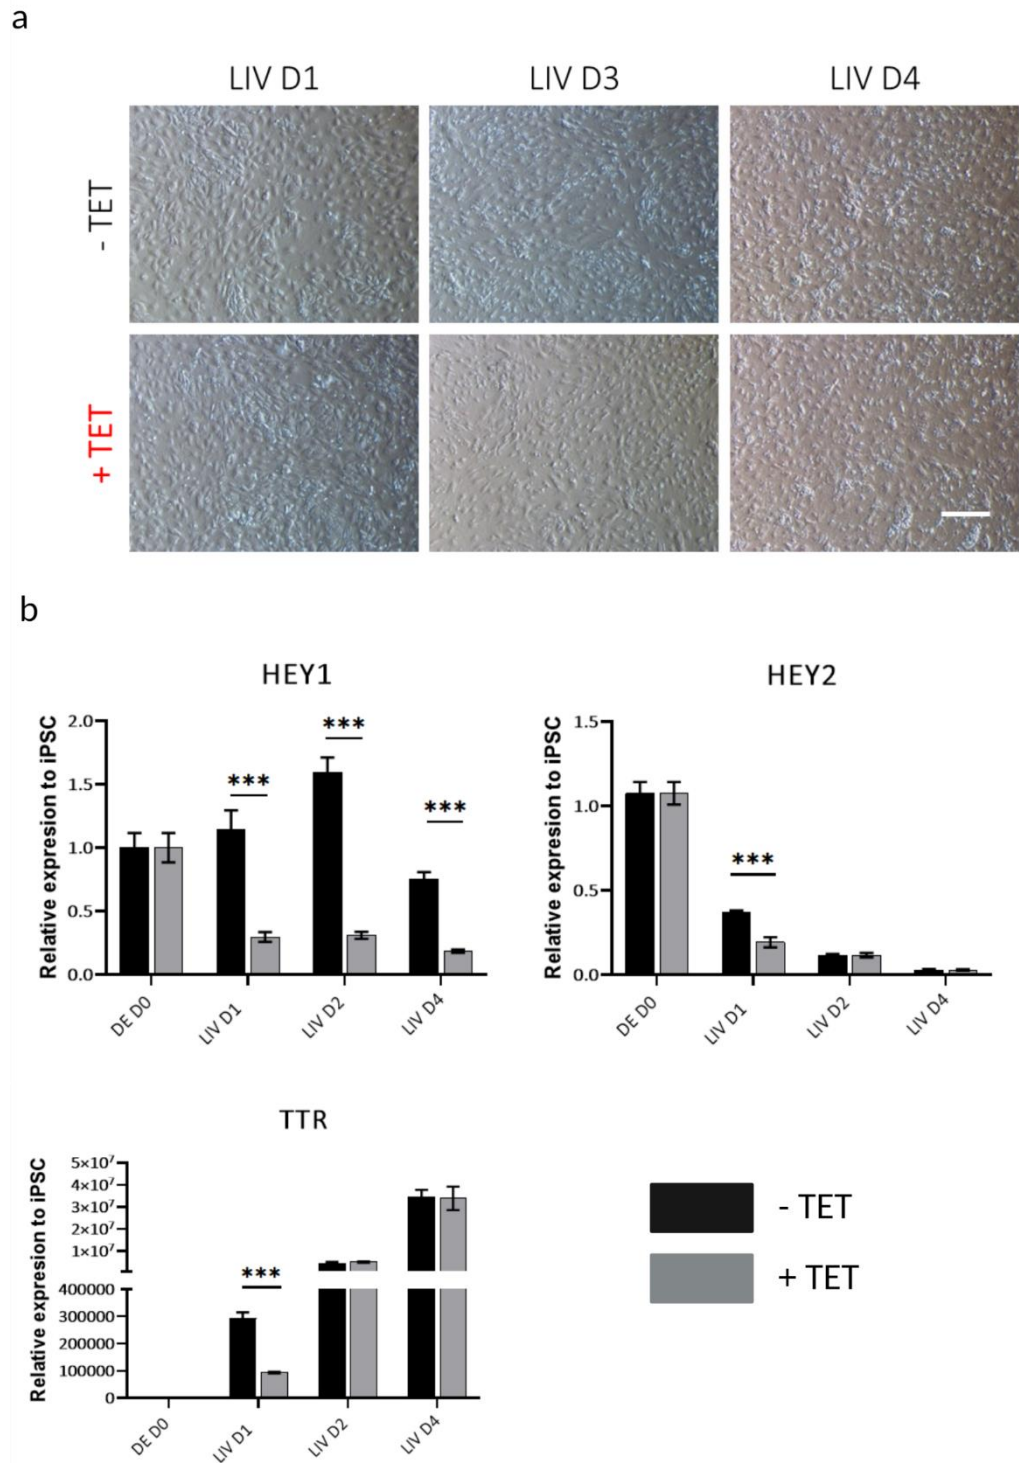 a
LIV D1 LIV D3 LIV D4
- TET
+ TET
b
HEY1
Relative expresion to iPSC
2.0
1.5
1.0
0.5
0.0
*** *** ***
DE D0 LIV D1 LIV D2 LIV D4
HEY2
Relative expresion to iPSC
1.5
1.0
0.5
0.0
***
DE D0 LIV D1 LIV D2 LIV D4
TTR
Relative expresion to iPSC
5×10⁷
4×10⁷
3×10⁷
2×10⁷
1×10⁷
400000
300000
200000
100000
0
***
DE D0 LIV D1 LIV D2 LIV D4
- TET
+ TET